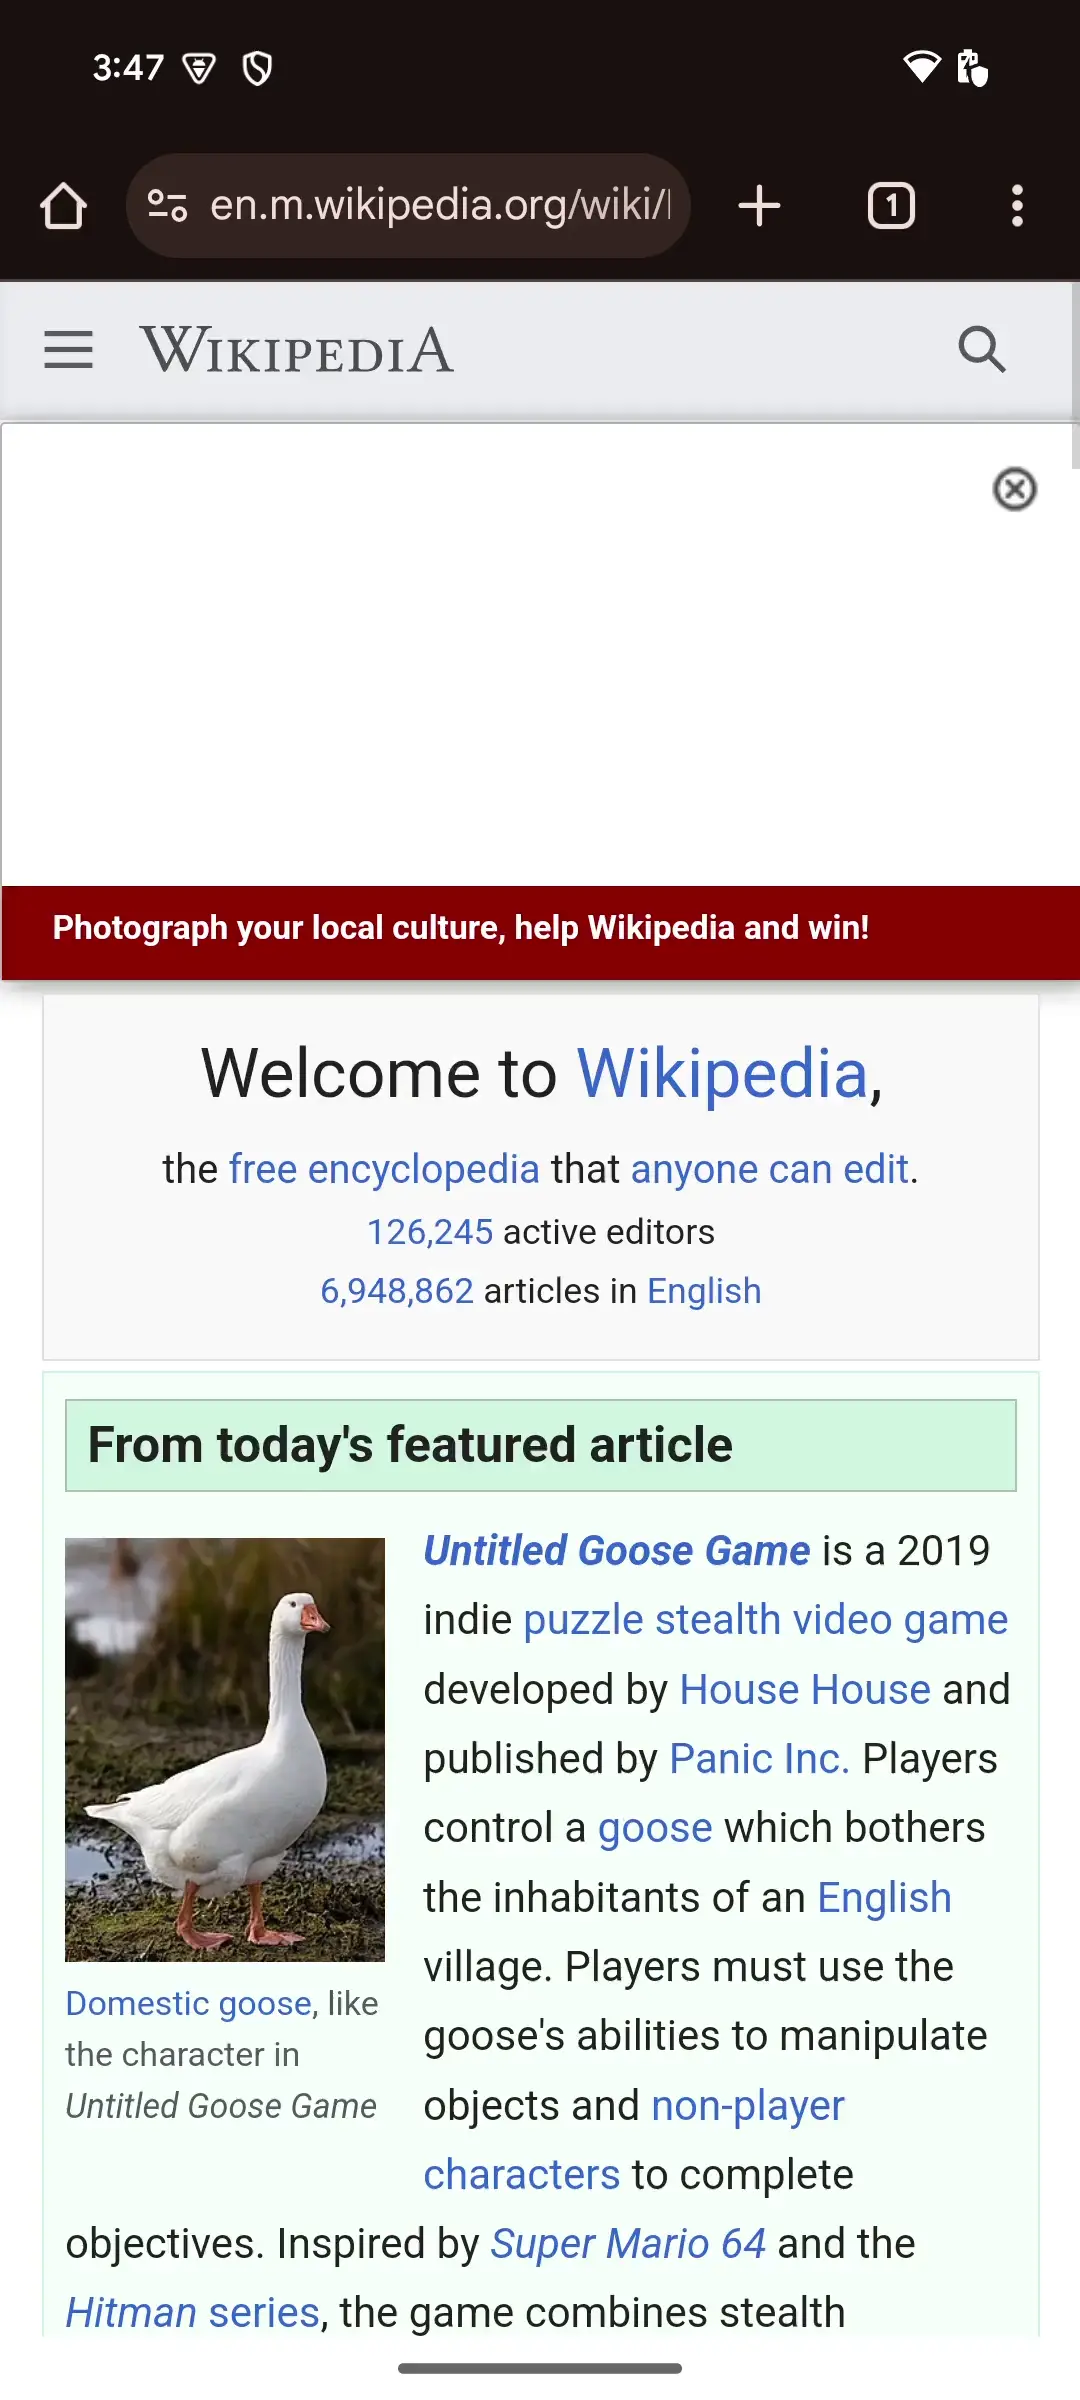 3:47
en.m.wikipedia.org/wiki/
1
WIKIPEDIA
Photograph your local culture, help Wikipedia and win!
Welcome to Wikipedia,
the free encyclopedia that anyone can edit.
126,245 active editors
6,948,862 articles in English
From today's featured article
Untitled Goose Game is a 2019
indie puzzle stealth video game
developed by House House and
published by Panic Inc. Players
control a goose which bothers
the inhabitants of an English
village. Players must use the
goose's abilities to manipulate
objects and non-player
characters to complete
objectives. Inspired by Super Mario 64 and the
Hitman series, the game combines stealth
Domestic goose, like
the character in
Untitled Goose Game